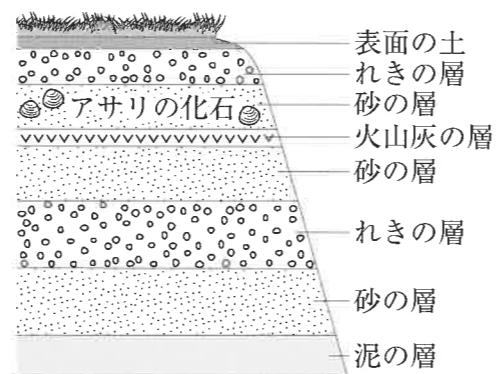 表面の土
れきの層
砂の層
アサリの化石
火山灰の層
砂の層
れきの層
砂の層
泥の層